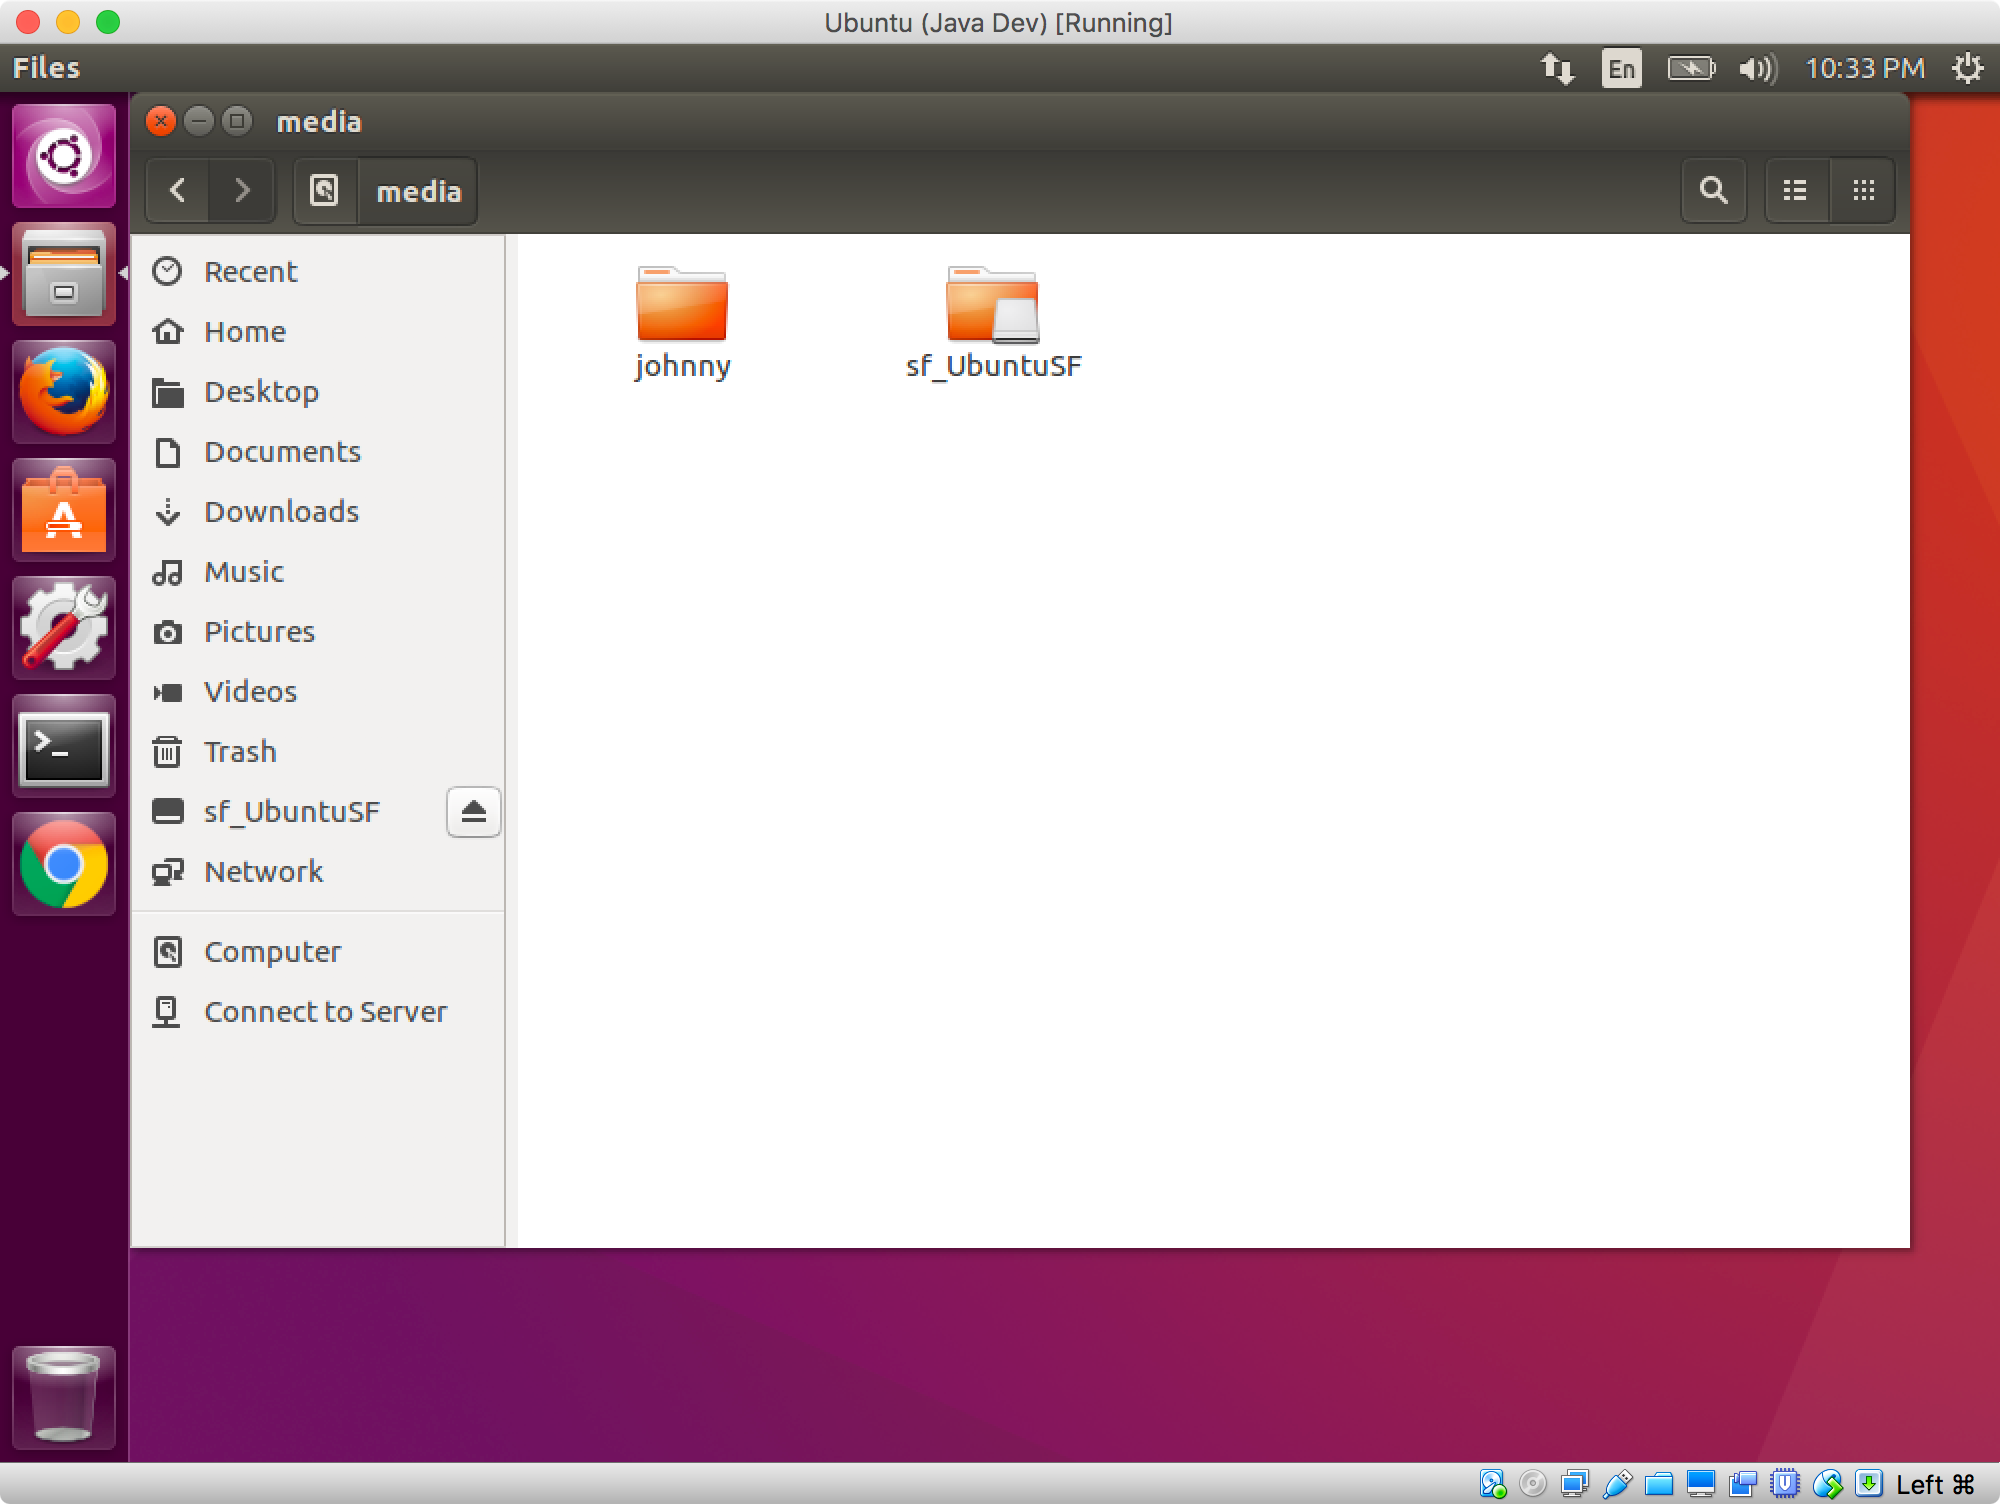 Ubuntu (Java Dev) [Running]
Files
En
10:33 PM
media
media
Recent
Home
Desktop
Documents
Downloads
Music
Pictures
Videos
Trash
sf_UbuntuSF
Network
Computer
Connect to Server
johnny
sf_UbuntuSF
Left ⌘